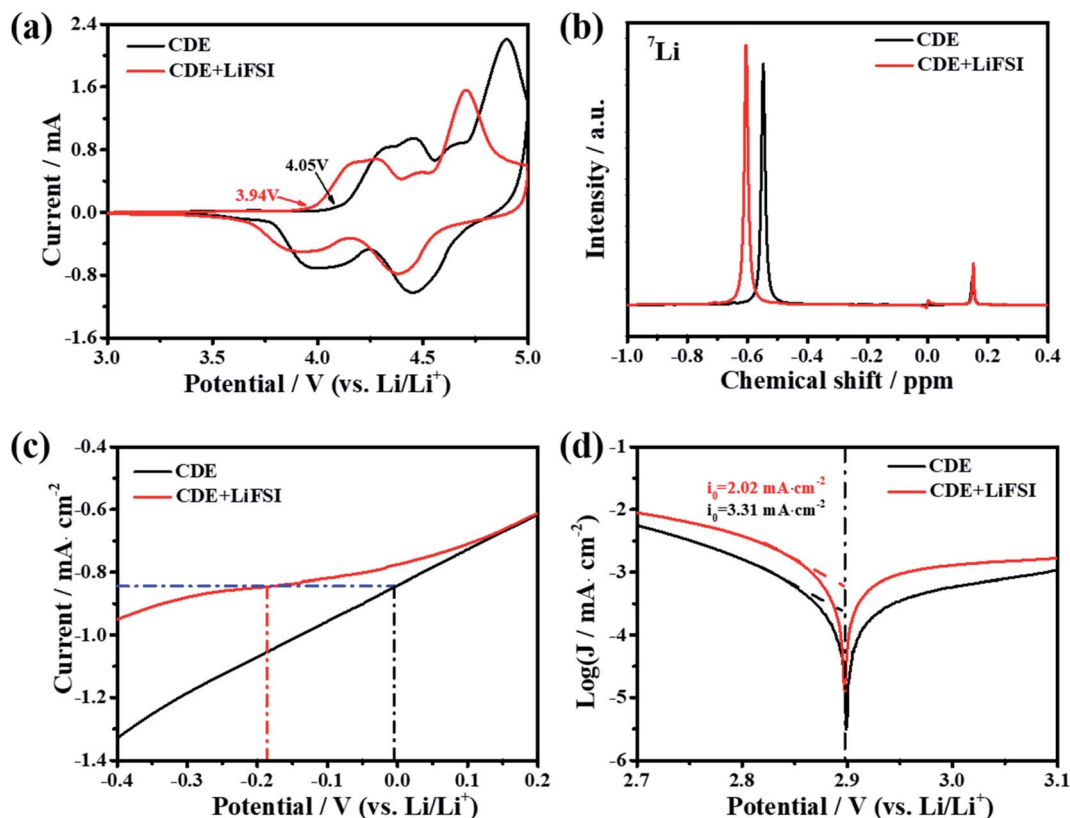 (a)
CDE
CDE+LiFSI
4.05V
3.94V
2.4
1.6
0.8
0.0
-0.8
-1.6
Current / mA
3.0 3.5 4.0 4.5 5.0
Potential / V (vs. Li/Li⁺)
(b)
⁷Li
CDE
CDE+LiFSI
Intensity / a.u.
-1.0 -0.8 -0.6 -0.4 -0.2 0.0 0.2 0.4
Chemical shift / ppm
(c)
CDE
CDE+LiFSI
-0.4
-0.6
-0.8
-1.0
-1.2
-1.4
Current / mA· cm⁻²
-0.4 -0.3 -0.2 -0.1 0.0 0.1 0.2
Potential / V (vs. Li/Li⁺)
(d)
CDE
CDE+LiFSI
i₀=2.02 mA·cm⁻²
i₀=3.31 mA·cm⁻²
-1
-2
-3
-4
-5
-6
Log(J / mA· cm⁻²)
2.7 2.8 2.9 3.0 3.1
Potential / V (vs. Li/Li⁺)